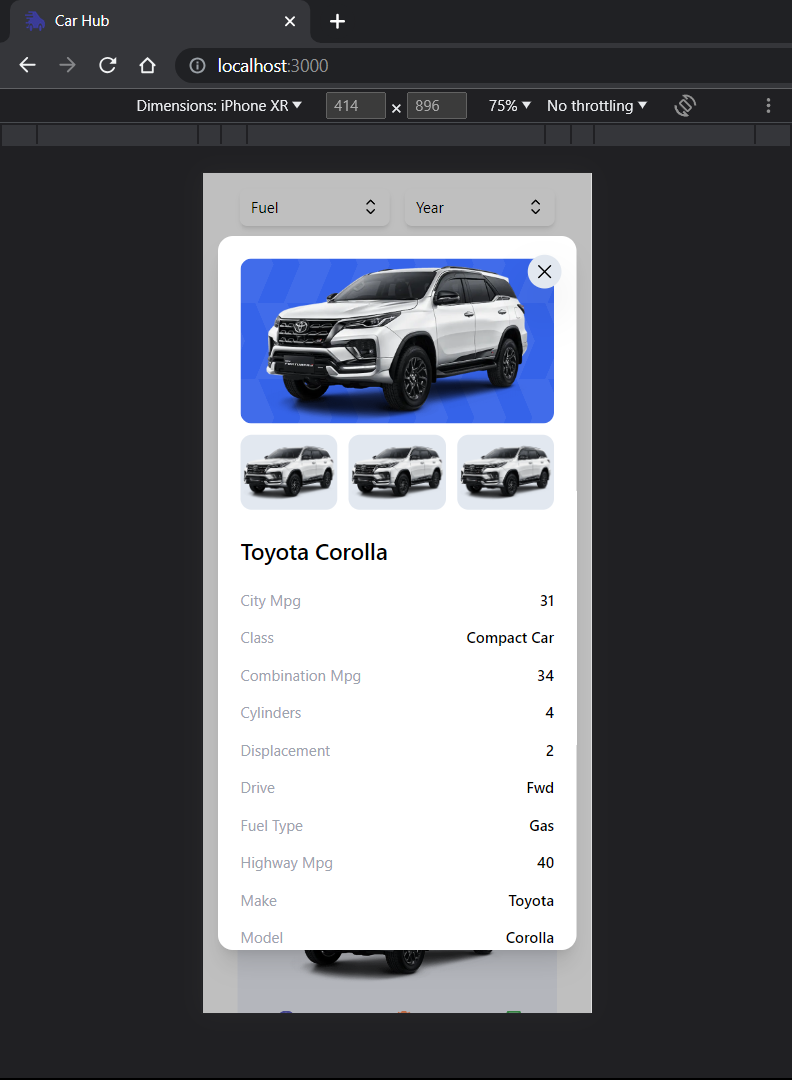 Car Hub
localhost:3000
Dimensions: iPhone XR 414 × 896 75% No throttling
Fuel Year
Toyota Corolla
City Mpg 31
Class Compact Car
Combination Mpg 34
Cylinders 4
Displacement 2
Drive Fwd
Fuel Type Gas
Highway Mpg 40
Make Toyota
Model Corolla